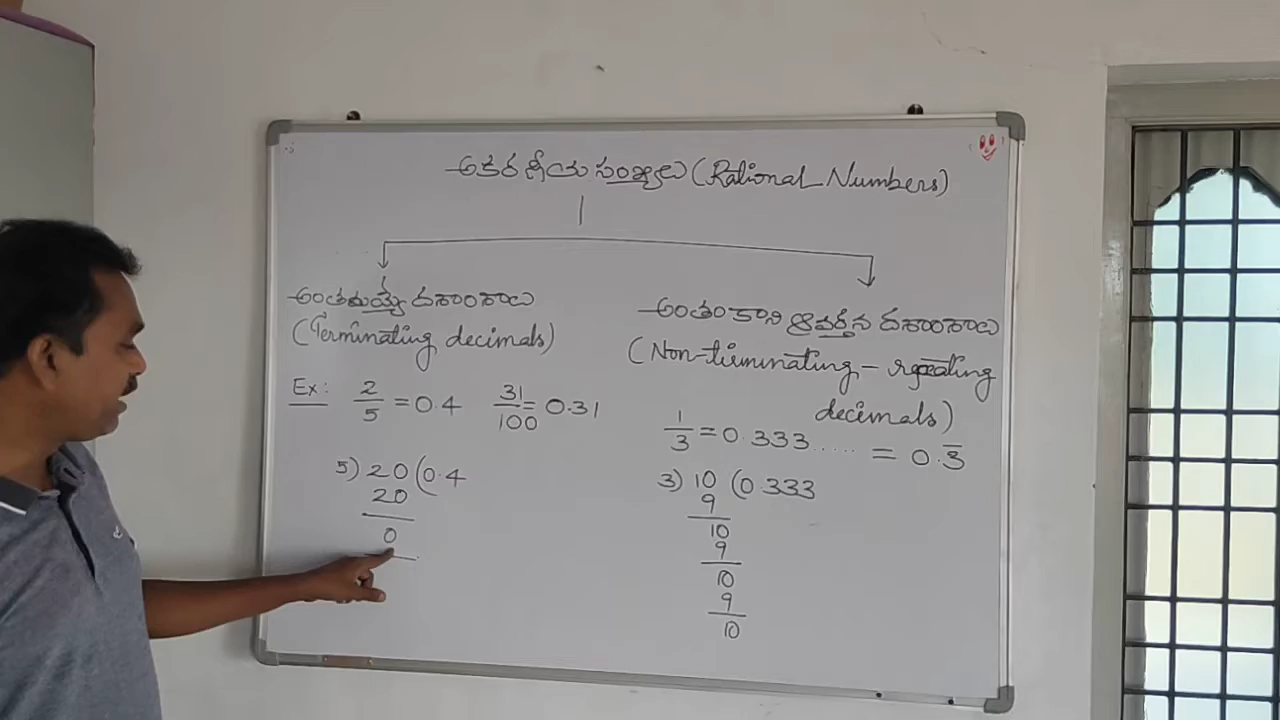 అకరణీయ సంఖ్యలు (Rational Numbers)
అంతమయ్యే దశాంశాలు
(Terminating decimals)
Ex: 2/5 = 0.4 31/100 = 0.31
5) 20 (0.4
20
0
అంతం కాని ఆవర్తన దశాంశాలు
(Non-terminating - repeating
decimals)
1/3 = 0.333..... = 0.3̅
3) 10 (0.333
9
10
9
10
9
10